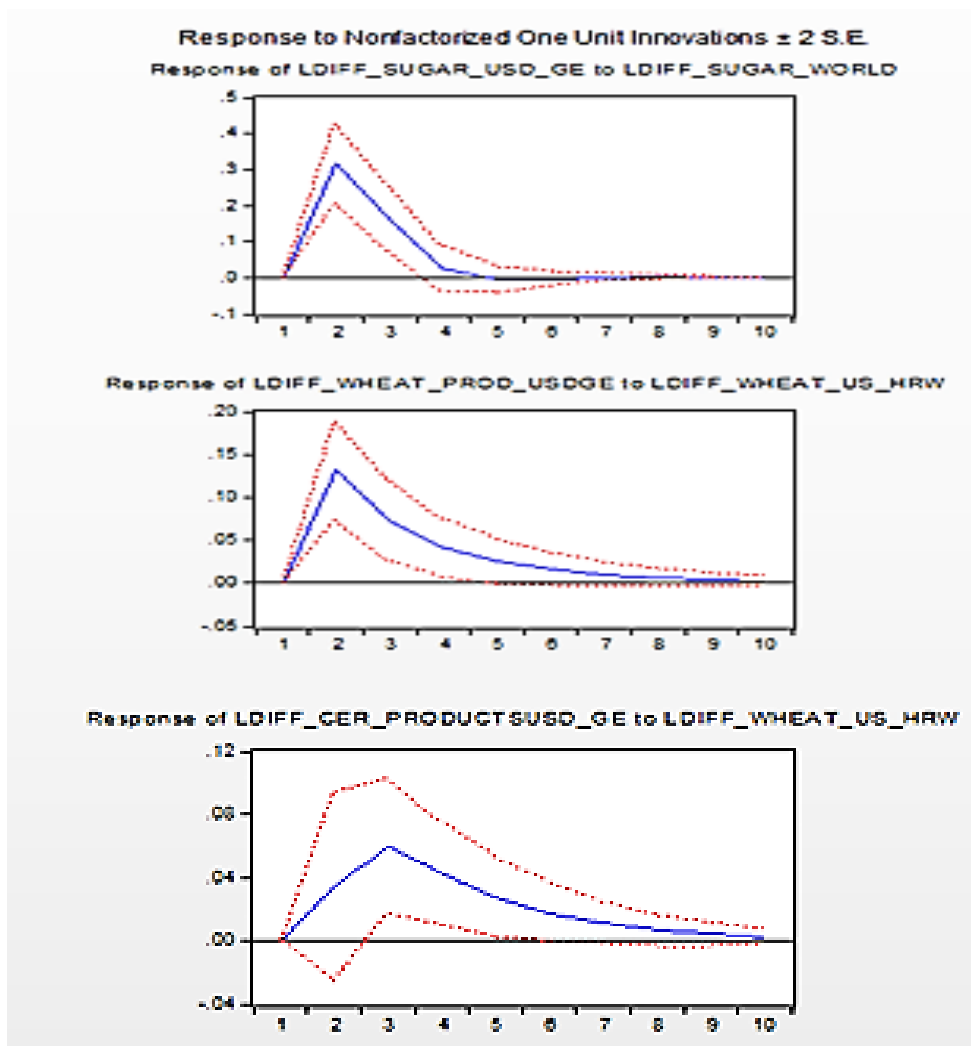 Response to Nonfactorized One Unit Innovations ± 2 S.E.
Response of LDIFF_SUGAR_USD_GE to LDIFF_SUGAR_WORLD
.5
.4
.3
.2
.1
.0
-.1
1 2 3 4 5 6 7 8 9 10
Response of LDIFF_WHEAT_PROD_USDGE to LDIFF_WHEAT_US_HRW
.20
.15
.10
.05
.00
-.05
1 2 3 4 5 6 7 8 9 10
Response of LDIFF_CER_PRODUCTSUSD_GE to LDIFF_WHEAT_US_HRW
.12
.08
.04
.00
-.04
1 2 3 4 5 6 7 8 9 10